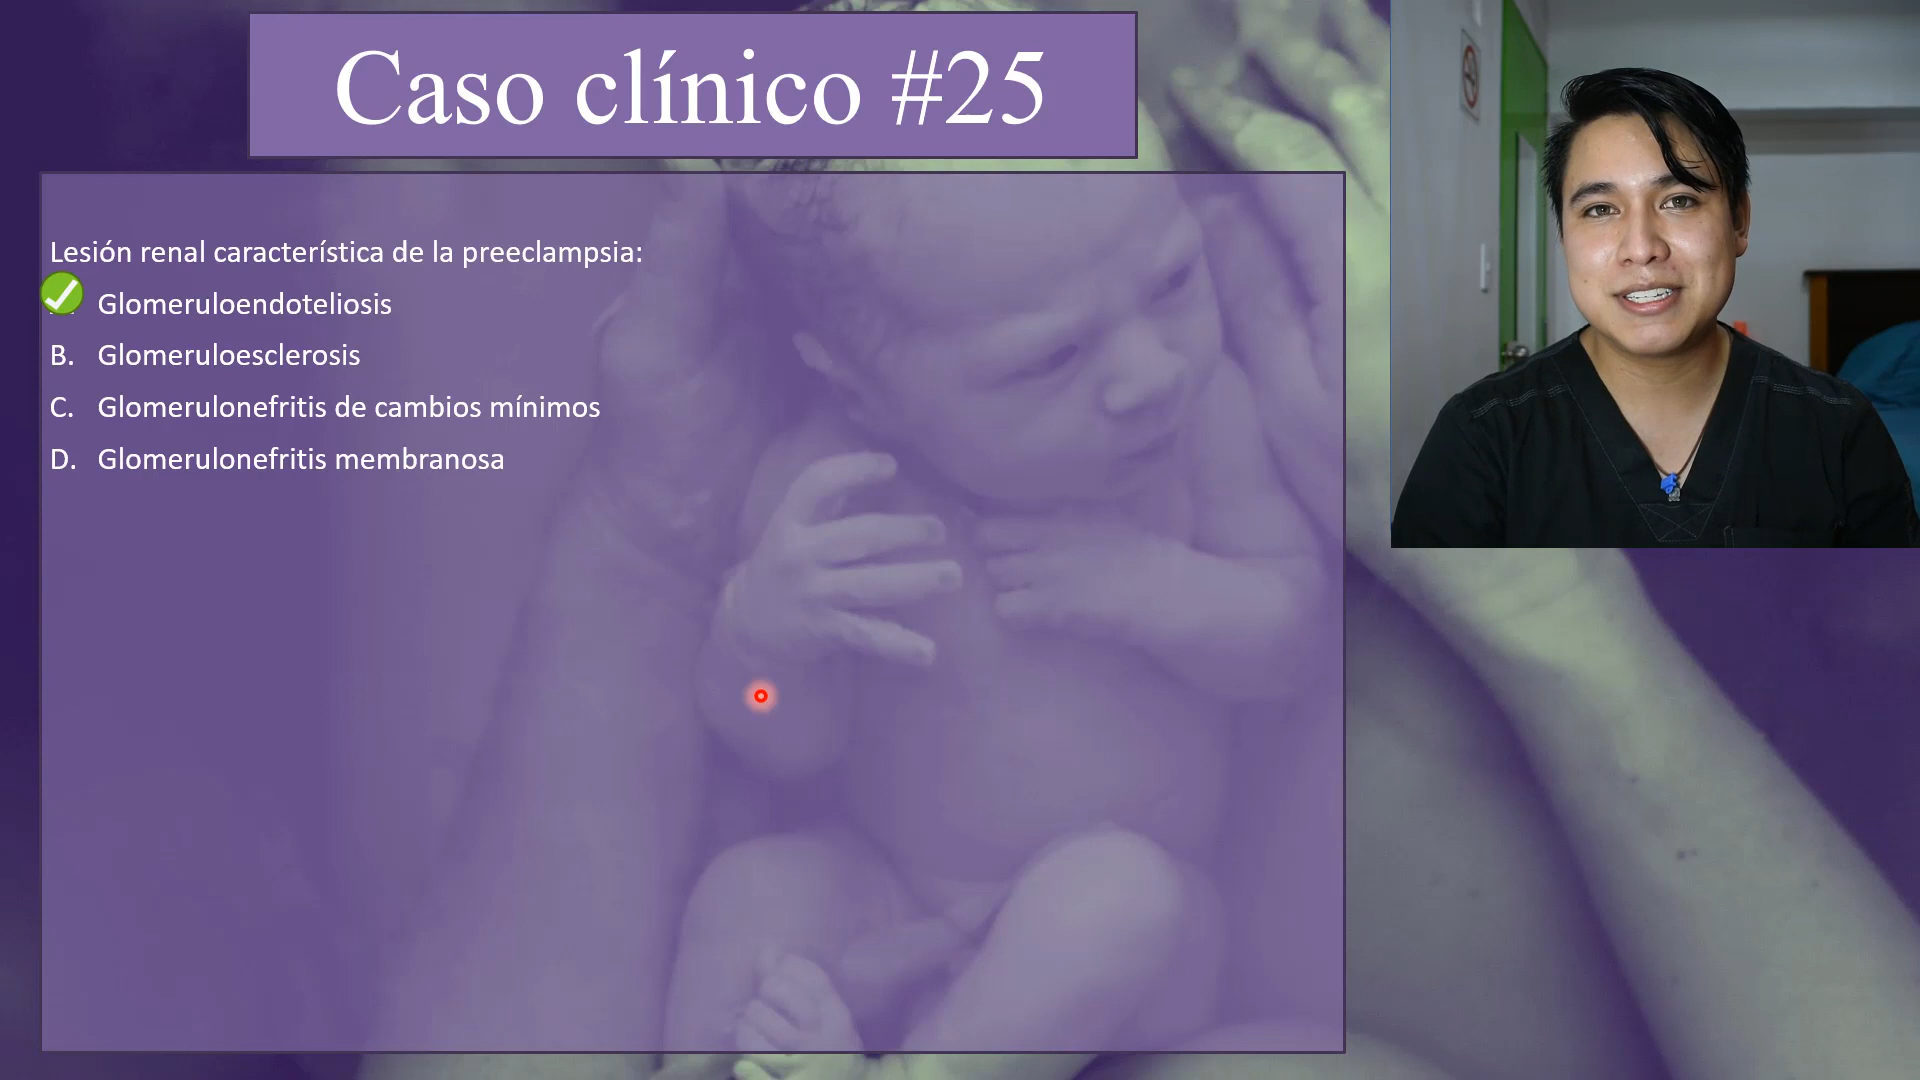 Caso clínico #25
Lesión renal característica de la preeclampsia:
Glomeruloendoteliosis
B. Glomeruloesclerosis
C. Glomerulonefritis de cambios mínimos
D. Glomerulonefritis membranosa